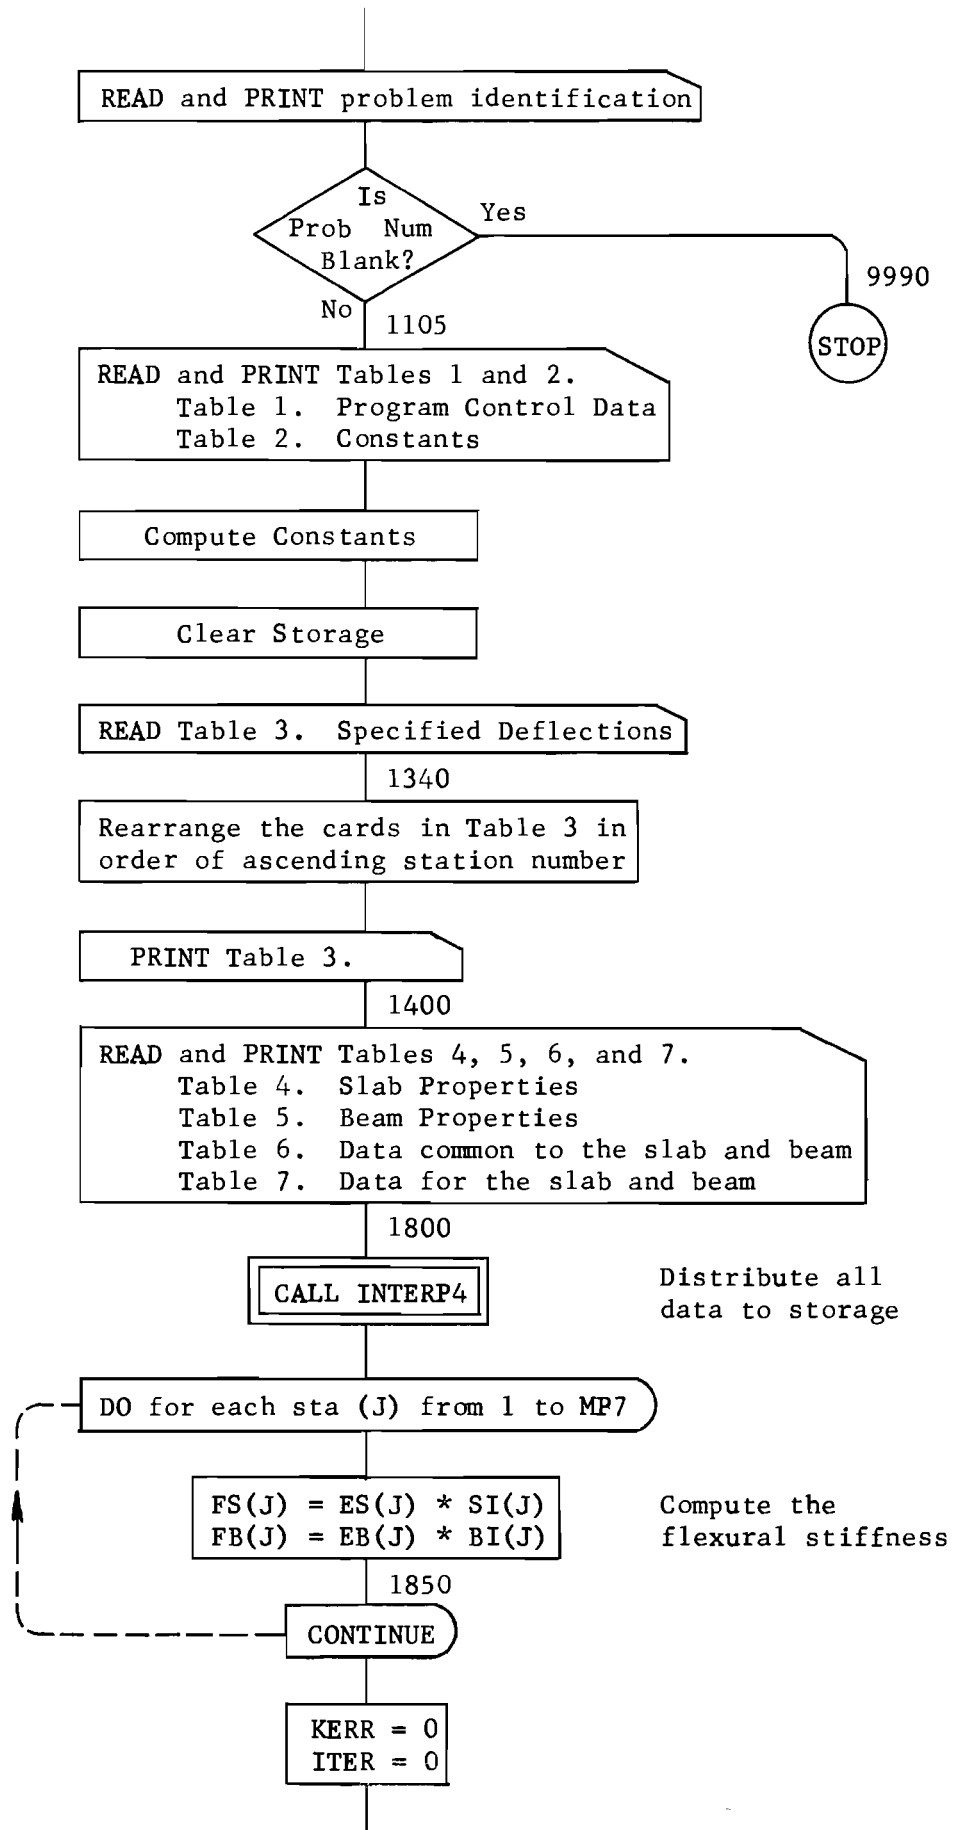 READ and PRINT problem identification
Is
Prob Num
Blank?
Yes
No
9990
STOP
1105
READ and PRINT Tables 1 and 2.
Table 1. Program Control Data
Table 2. Constants
Compute Constants
Clear Storage
READ Table 3. Specified Deflections
1340
Rearrange the cards in Table 3 in
order of ascending station number
PRINT Table 3.
1400
READ and PRINT Tables 4, 5, 6, and 7.
Table 4. Slab Properties
Table 5. Beam Properties
Table 6. Data common to the slab and beam
Table 7. Data for the slab and beam
1800
CALL INTERP4
Distribute all
data to storage
DO for each sta (J) from 1 to MP7
FS(J) = ES(J) * SI(J)
FB(J) = EB(J) * BI(J)
Compute the
flexural stiffness
1850
CONTINUE
KERR = 0
ITER = 0